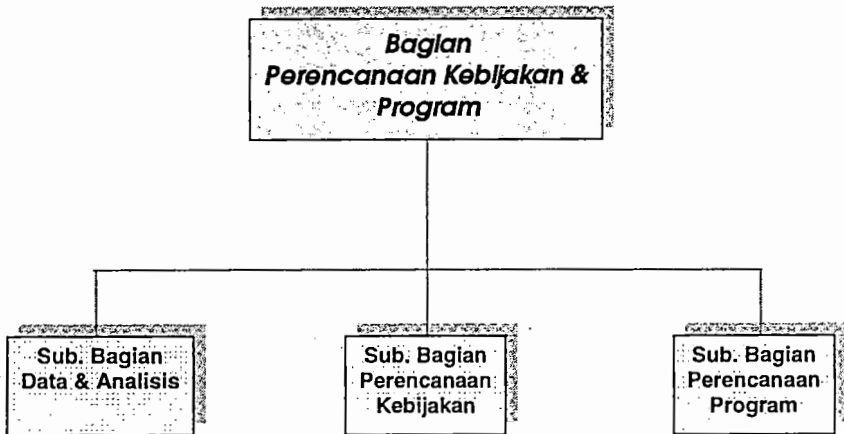 Bagian
Perencanaan Kebijakan &
Program
Sub. Bagian
Data & Analisis
Sub. Bagian
Perencanaan
Kebijakan
Sub. Bagian
Perencanaan
Program